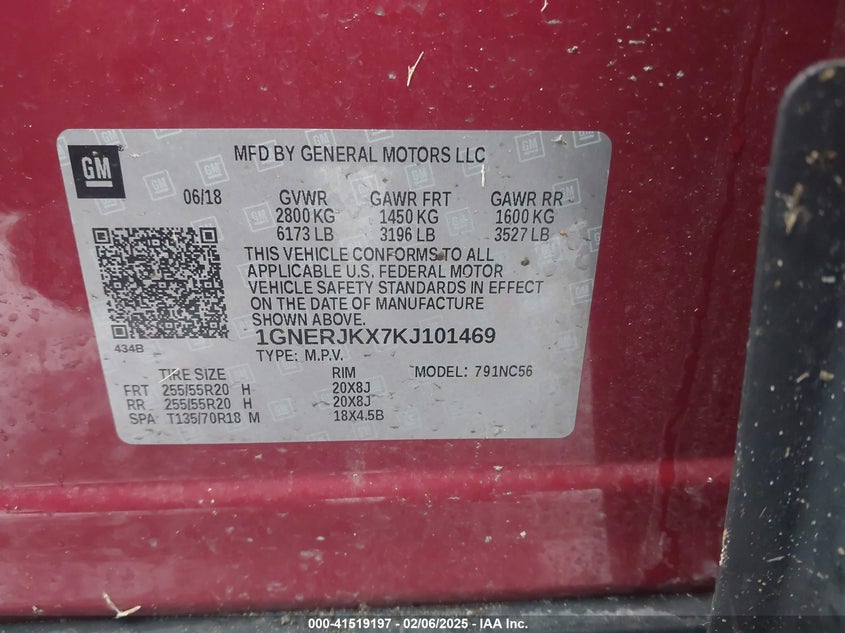 GM
MFD BY GENERAL MOTORS LLC
06/18 GVWR GAWR FRT GAWR RR
2800 KG 1450 KG 1600 KG
6173 LB 3196 LB 3527 LB
THIS VEHICLE CONFORMS TO ALL
APPLICABLE U.S. FEDERAL MOTOR
VEHICLE SAFETY STANDARDS IN EFFECT
ON THE DATE OF MANUFACTURE
SHOWN ABOVE.
434B
1GNERJKX7KJ101469
TYPE: M.P.V.
TIRE SIZE RIM MODEL: 791NC56
FRT 255/55R20 H 20X8J
RR 255/55R20 H 20X8J
SPA T135/70R18 M 18X4.5B
000-41519197 - 02/06/2025 - IAA Inc.